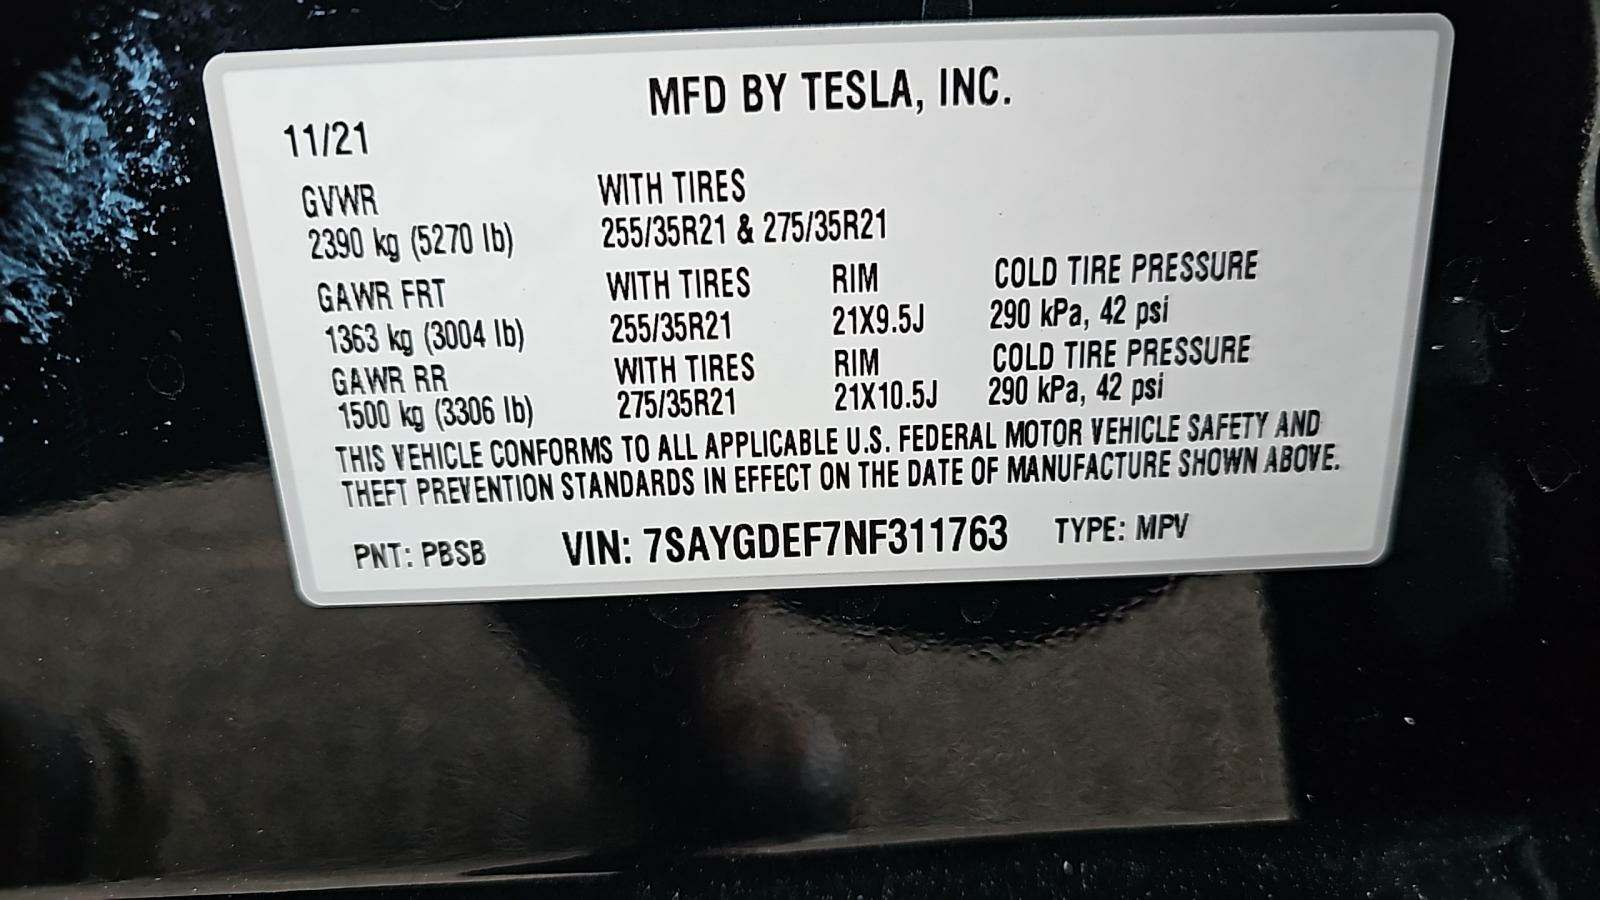 MFD BY TESLA, INC.
11/21
GVWR WITH TIRES
2390 kg (5270 lb) 255/35R21 & 275/35R21
GAWR FRT WITH TIRES RIM COLD TIRE PRESSURE
1363 kg (3004 lb) 255/35R21 21X9.5J 290 kPa, 42 psi
GAWR RR WITH TIRES RIM COLD TIRE PRESSURE
1500 kg (3306 lb) 275/35R21 21X10.5J 290 kPa, 42 psi
THIS VEHICLE CONFORMS TO ALL APPLICABLE U.S. FEDERAL MOTOR VEHICLE SAFETY AND
THEFT PREVENTION STANDARDS IN EFFECT ON THE DATE OF MANUFACTURE SHOWN ABOVE.
PNT: PBSB VIN: 7SAYGDEF7NF311763 TYPE: MPV